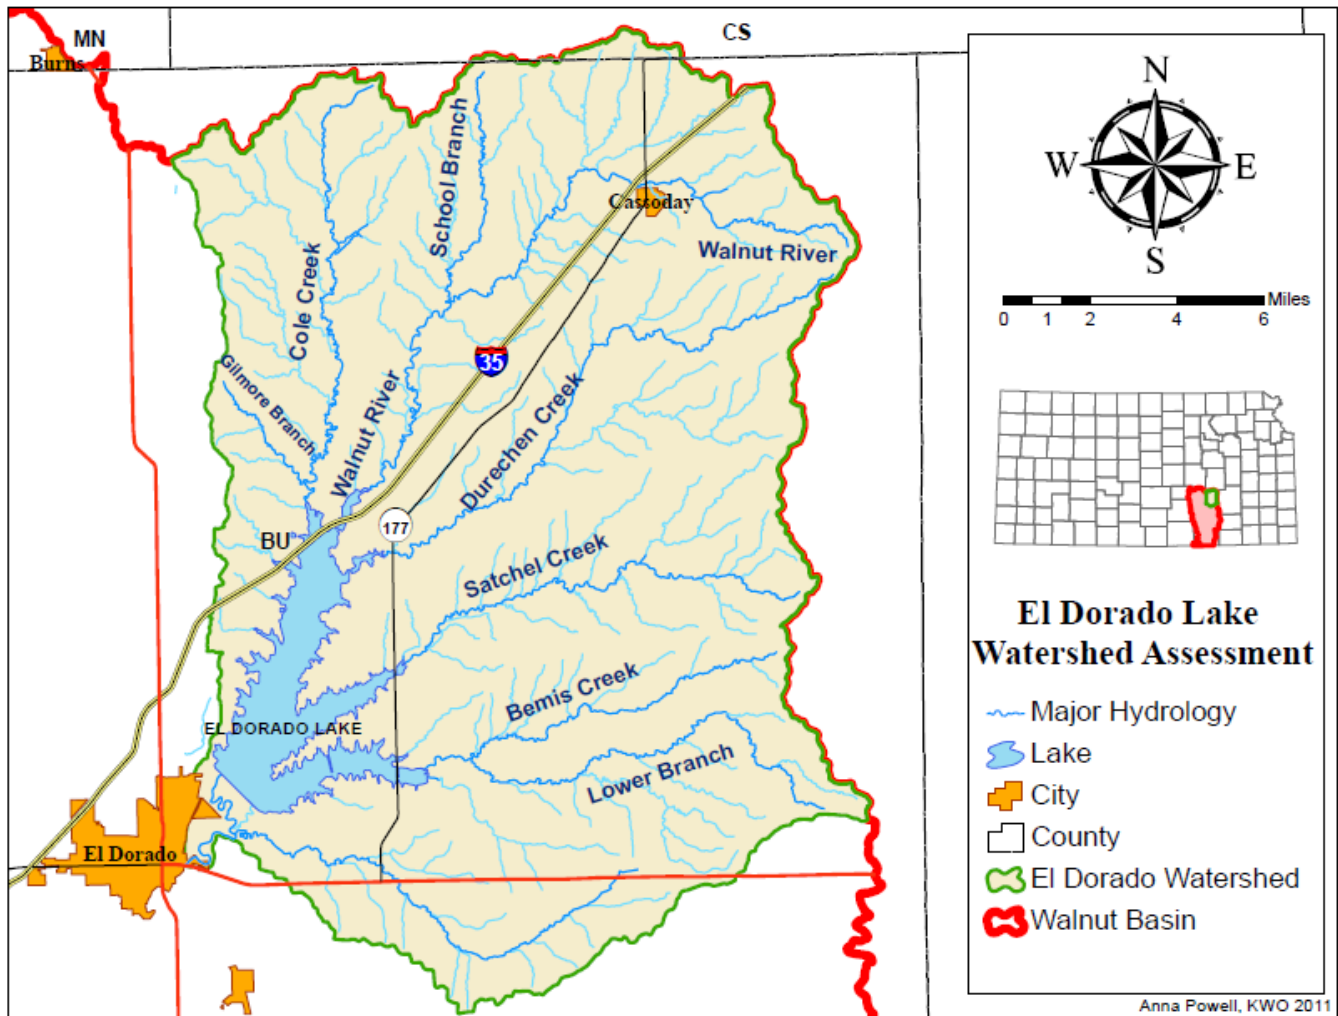 MN
CS
Burns
School Branch
Cassoday
Walnut River
Cole Creek
35
Gilmore Branch
Walnut River
Durechen Creek
177
BU
Satchel Creek
Bemis Creek
EL DORADO LAKE
Lower Branch
El Dorado
N
W
E
S
Miles
0 1 2 4 6
El Dorado Lake
Watershed Assessment
Major Hydrology
Lake
City
County
El Dorado Watershed
Walnut Basin
Anna Powell, KWO 2011